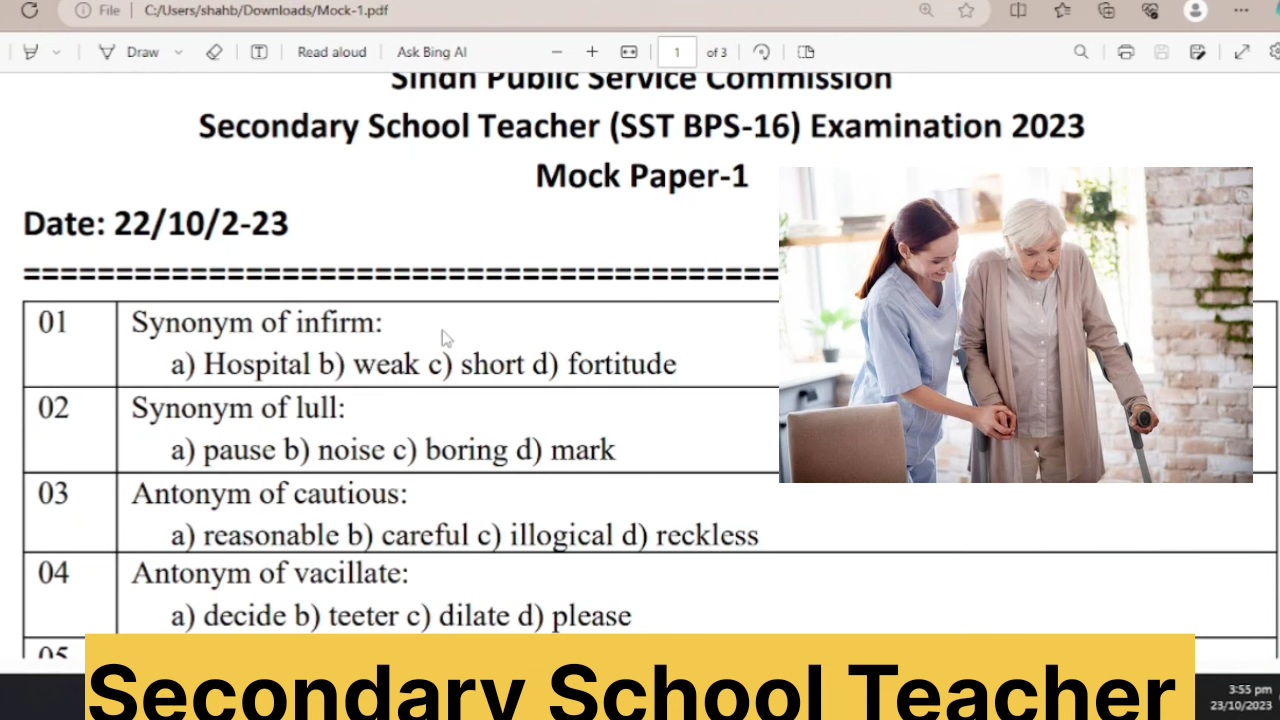 File C:/Users/shahb/Downloads/Mock-1.pdf
Draw Read aloud Ask Bing AI 1 of 3
Sindh Public Service Commission
Secondary School Teacher (SST BPS-16) Examination 2023
Mock Paper-1
Date: 22/10/2-23
==========================================
01 Synonym of infirm:
a) Hospital b) weak c) short d) fortitude
02 Synonym of lull:
a) pause b) noise c) boring d) mark
03 Antonym of cautious:
a) reasonable b) careful c) illogical d) reckless
04 Antonym of vacillate:
a) decide b) teeter c) dilate d) please
05
Secondary School Teacher
3:55 pm
23/10/2023